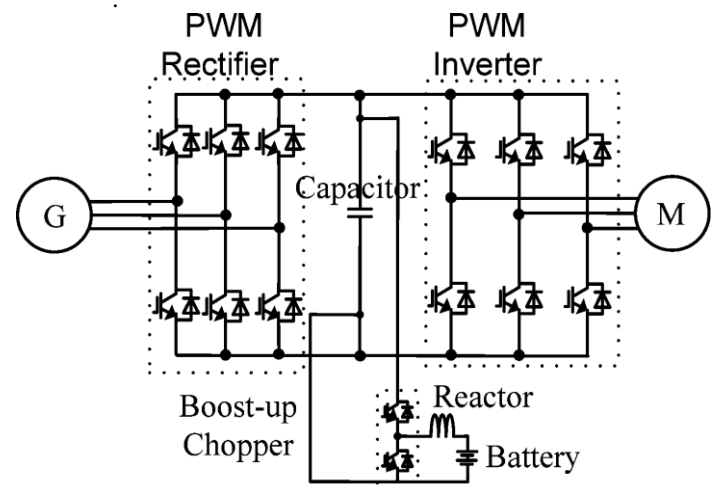 PWM
Rectifier
PWM
Inverter
Capacitor
G
M
Boost-up
Chopper
Reactor
Battery